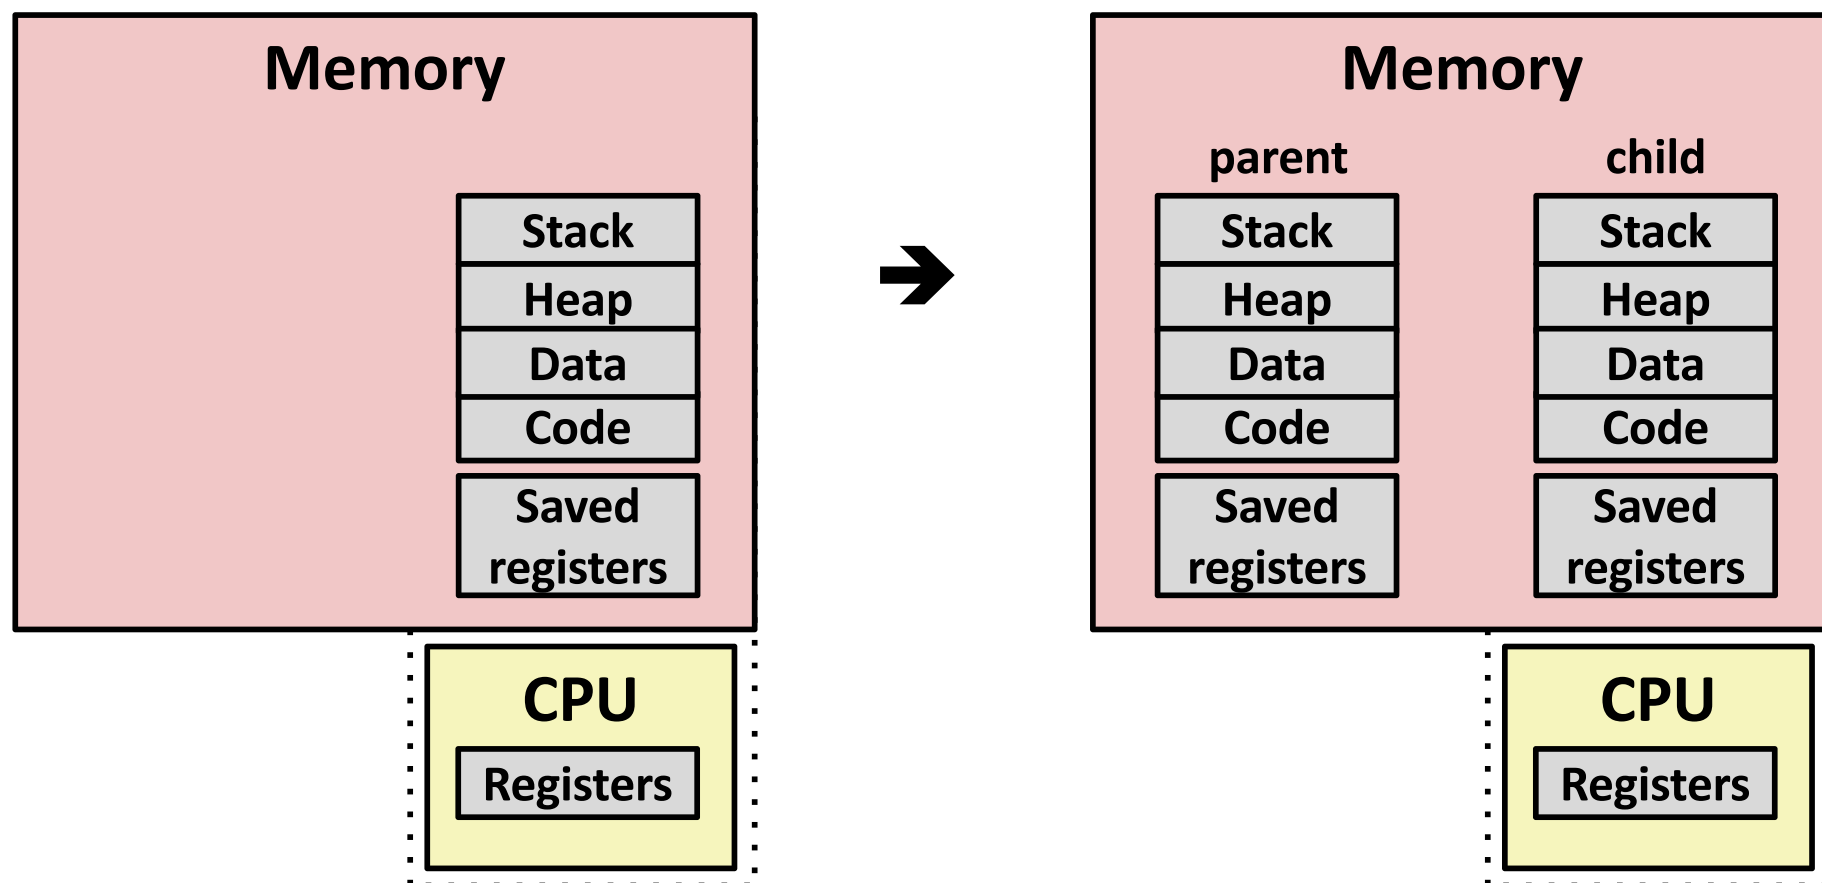 Memory
Stack
Heap
Data
Code
Saved
registers
CPU
Registers
Memory
parent
child
Stack
Stack
Heap
Heap
Data
Data
Code
Code
Saved
Saved
registers
registers
CPU
Registers